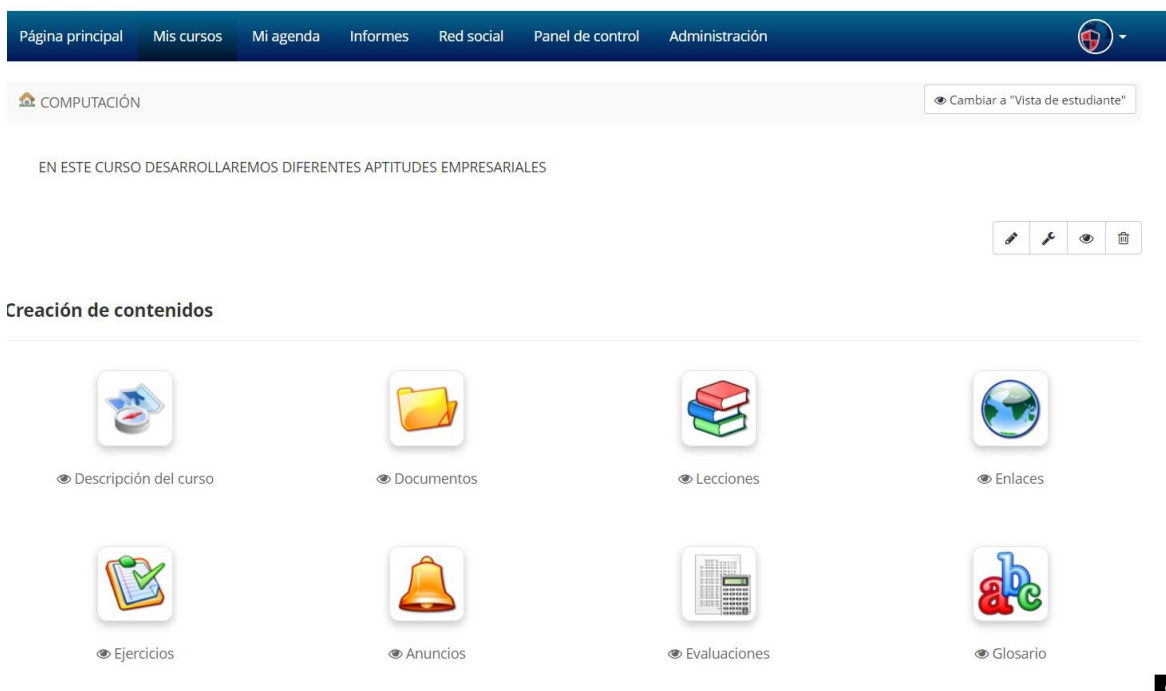 Página principal Mis cursos Mi agenda Informes Red social Panel de control Administración
COMPUTACIÓN Cambiar a "Vista de estudiante"
EN ESTE CURSO DESARROLLAREMOS DIFERENTES APTITUDES EMPRESARIALES
Creación de contenidos
Descripción del curso Documentos Lecciones Enlaces
abc
Ejercicios Anuncios Evaluaciones Glosario